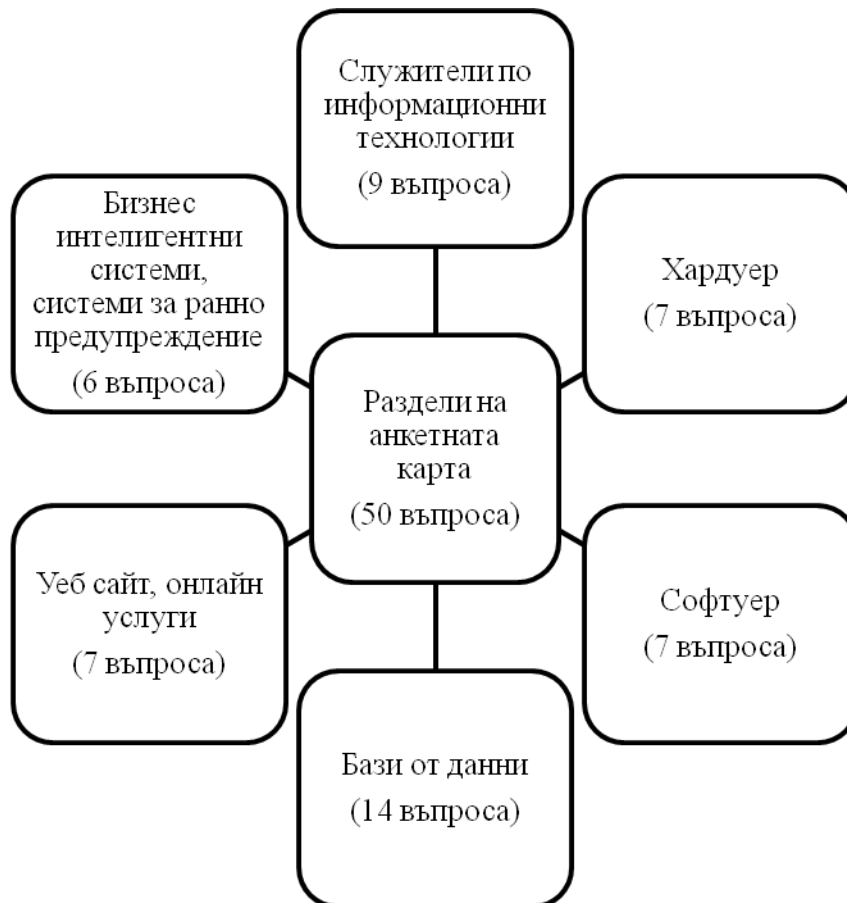 Служители по
информационни
технологии
(9 въпроса)
Бизнес
интелигентни
системи,
системи за ранно
предупреждение
(6 въпроса)
Хардуер
(7 въпроса)
Раздели на
анкетната
карта
(50 въпроса)
Уеб сайт, онлайн
услуги
(7 въпроса)
Софтуер
(7 въпроса)
Бази от данни
(14 въпроса)